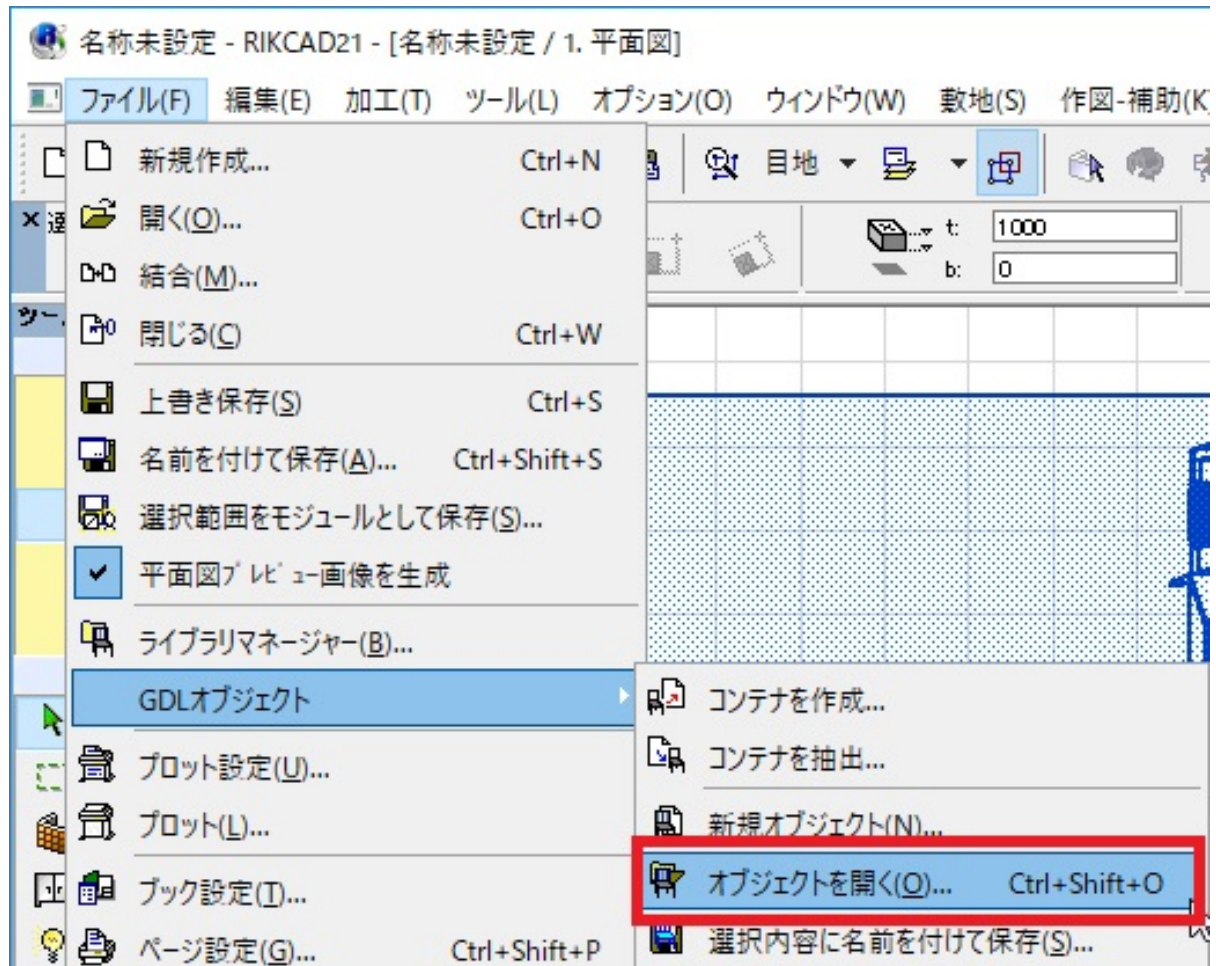 名称未設定 - RIKCAD21 - [名称未設定 / 1. 平面図]
ファイル(F) 編集(E) 加工(T) ツール(L) オプション(O) ウィンドウ(W) 敷地(S) 作図-補助(K)
目地
t: 1000
b: 0
ツー
新規作成... Ctrl+N
開く(O)... Ctrl+O
結合(M)...
閉じる(C) Ctrl+W
上書き保存(S) Ctrl+S
名前を付けて保存(A)... Ctrl+Shift+S
選択範囲をモジュールとして保存(S)...
平面図プレビュー画像を生成
ライブラリマネージャー(B)...
GDLオブジェクト
プロット設定(U)...
プロット(L)...
ブック設定(T)...
ページ設定(G)... Ctrl+Shift+P
コンテナを作成...
コンテナを抽出...
新規オブジェクト(N)...
オブジェクトを開く(O)... Ctrl+Shift+O
選択内容に名前を付けて保存(S)...